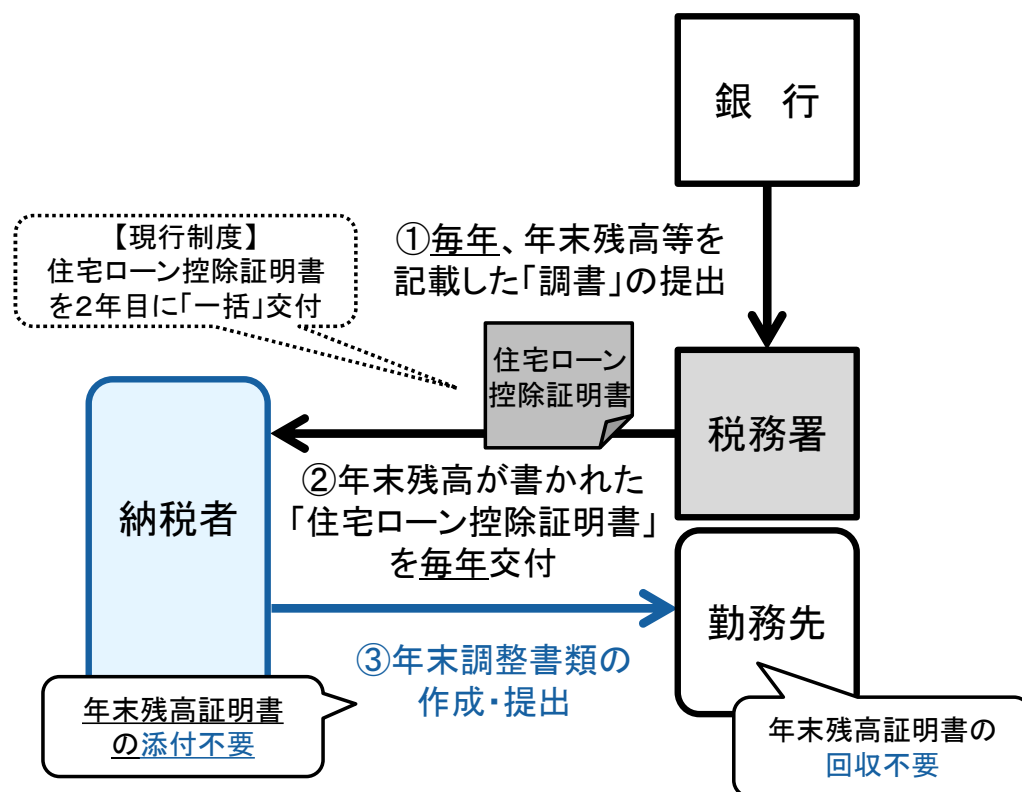 銀　行
【現行制度】
住宅ローン控除証明書
を２年目に「一括」交付
①毎年、年末残高等を
記載した「調書」の提出
住宅ローン
控除証明書
税務署
納税者
②年末残高が書かれた
「住宅ローン控除証明書」
を毎年交付
勤務先
③年末調整書類の
作成・提出
年末残高証明書
の添付不要
年末残高証明書の
回収不要